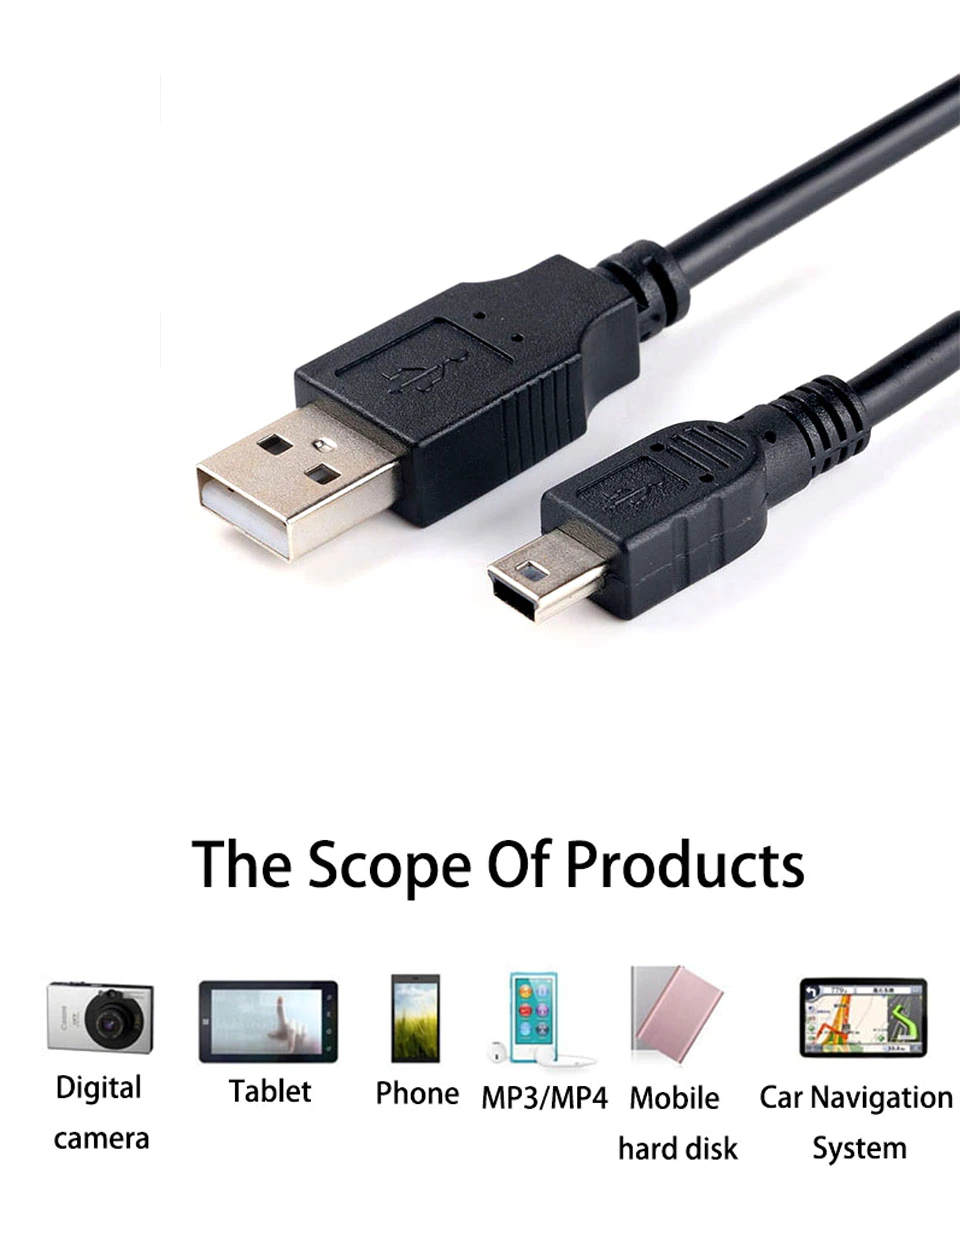 The Scope Of Products
Digital camera
Tablet
Phone
MP3/MP4
Mobile hard disk
Car Navigation System